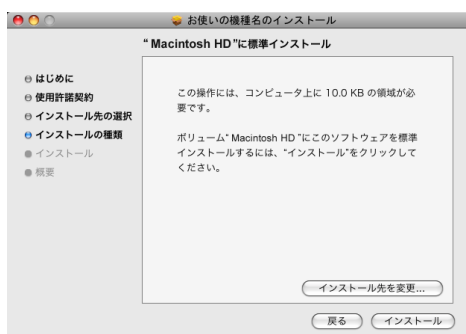 お使いの機種名のインストール
“Macintosh HD”に標準インストール
はじめに
使用許諾契約
インストール先の選択
インストールの種類
インストール
概要
この操作には、コンピュータ上に 10.0 KB の領域が必
要です。
ボリューム“Macintosh HD”にこのソフトウェアを標準
インストールするには、“インストール”をクリックして
ください。
インストール先を変更...
戻る
インストール